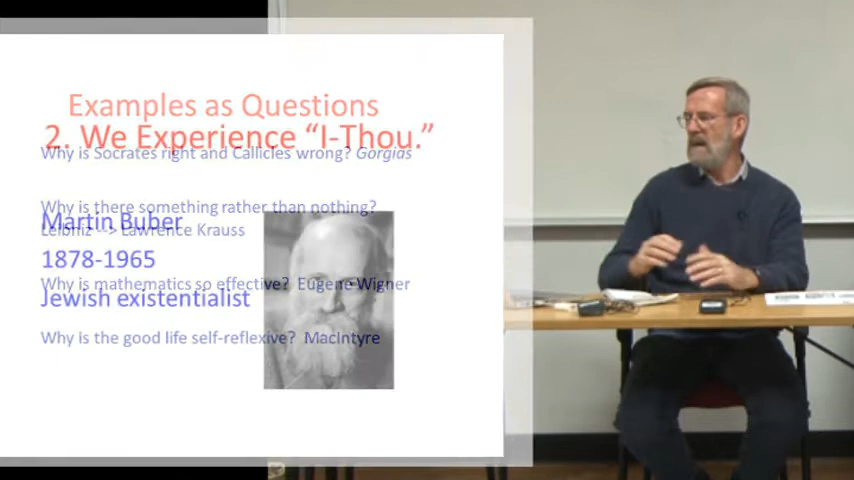 Examples as Questions
2. We Experience “I-Thou.”
Why is Socrates right and Callicles wrong? Gorgias
Why is there something rather than nothing?
Martin Buber
Leibniz --> Lawrence Krauss
1878-1965
Why is mathematics so effective? Eugene Wigner
Jewish existentialist
Why is the good life self-reflexive? MacIntyre